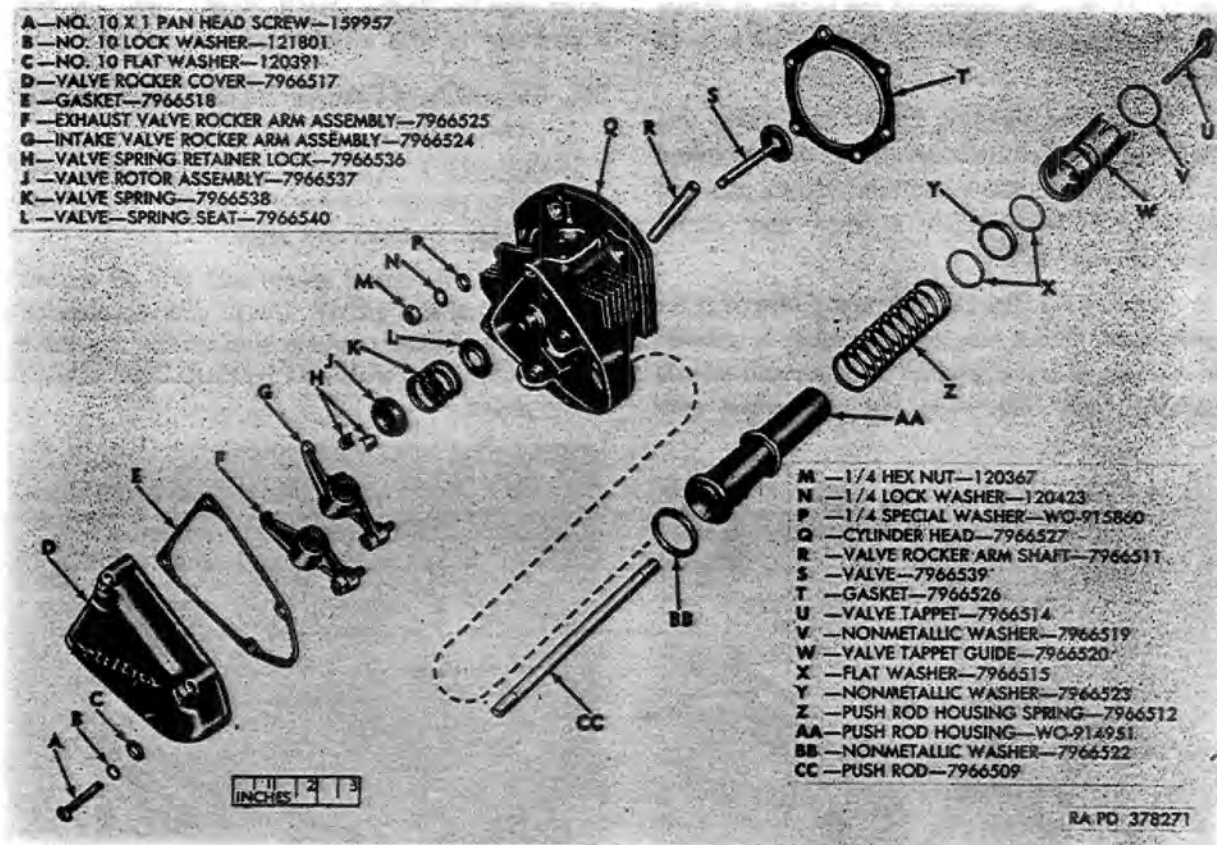 A—NO. 10 X 1 PAN HEAD SCREW—159957
B—NO. 10 LOCK WASHER—121801
C—NO. 10 FLAT WASHER—120391
D—VALVE ROCKER COVER—7966517
E—GASKET—7966518
F—EXHAUST VALVE ROCKER ARM ASSEMBLY—7966525
G—INTAKE VALVE ROCKER ARM ASSEMBLY—7966524
H—VALVE SPRING RETAINER LOCK—7966536
J—VALVE ROTOR ASSEMBLY—7966537
K—VALVE SPRING—7966538
L—VALVE—SPRING SEAT—7966540
T
S
U
Q
R
V
Y
W
P
N
M
X
L
K
J
Z
H
G
AA
F
E
D
BB
C
CC
B
A
M—1/4 HEX NUT—120367
N—1/4 LOCK WASHER—120423
P—1/4 SPECIAL WASHER—WO-915860
Q—CYLINDER HEAD—7966527
R—VALVE ROCKER ARM SHAFT—7966511
S—VALVE—7966539
T—GASKET—7966526
U—VALVE TAPPET—7966514
V—NONMETALLIC WASHER—7966519
W—VALVE TAPPET GUIDE—7966520
X—FLAT WASHER—7966515
Y—NONMETALLIC WASHER—7966523
Z—PUSH ROD HOUSING SPRING—7966512
AA—PUSH ROD HOUSING—WO-914951
BB—NONMETALLIC WASHER—7966522
CC—PUSH ROD—7966509
1 2 3
INCHES
RA PD 378271